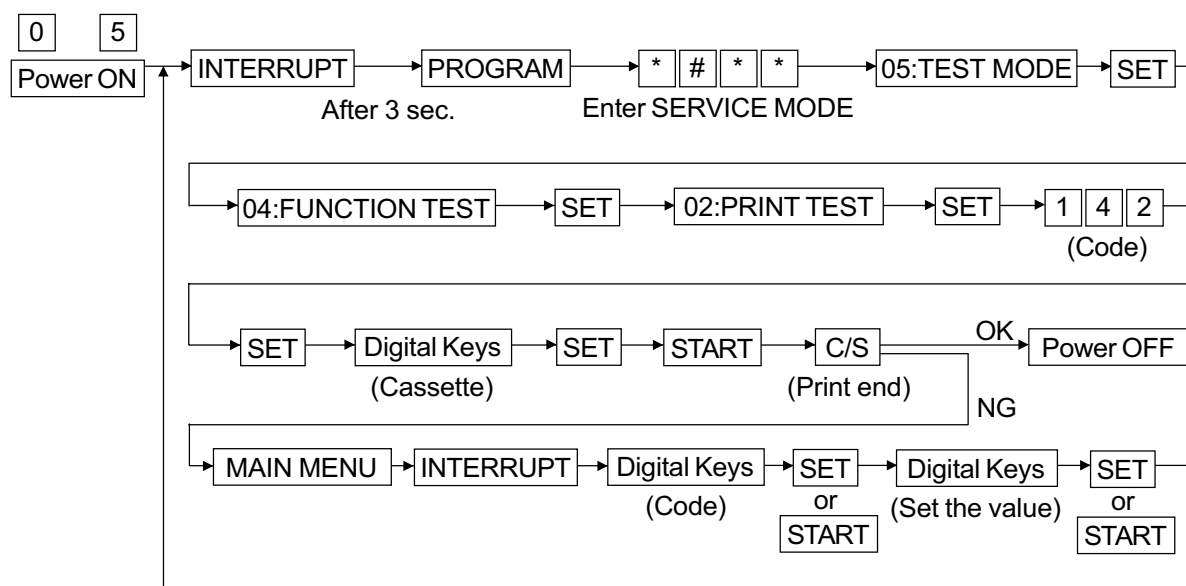 0 5
Power ON INTERRUPT PROGRAM * # * * 05:TEST MODE SET
After 3 sec. Enter SERVICE MODE
04:FUNCTION TEST SET 02:PRINT TEST SET 1 4 2
(Code)
SET Digital Keys SET START C/S OK Power OFF
(Cassette) (Print end)
NG
MAIN MENU INTERRUPT Digital Keys SET Digital Keys SET
(Code) or (Set the value) or
START START